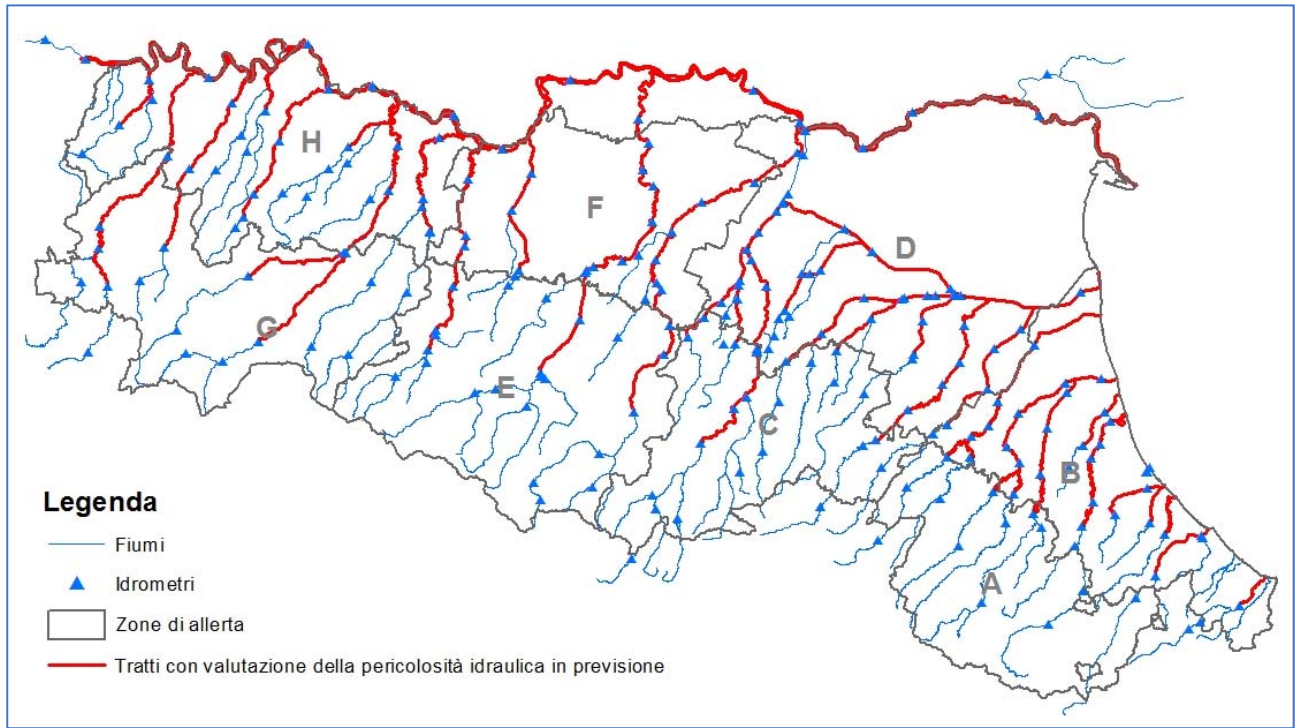 H
F
D
G
E
C
B
A
Legenda
Fiumi
Idrometri
Zone di allerta
Tratti con valutazione della pericolosità idraulica in previsione